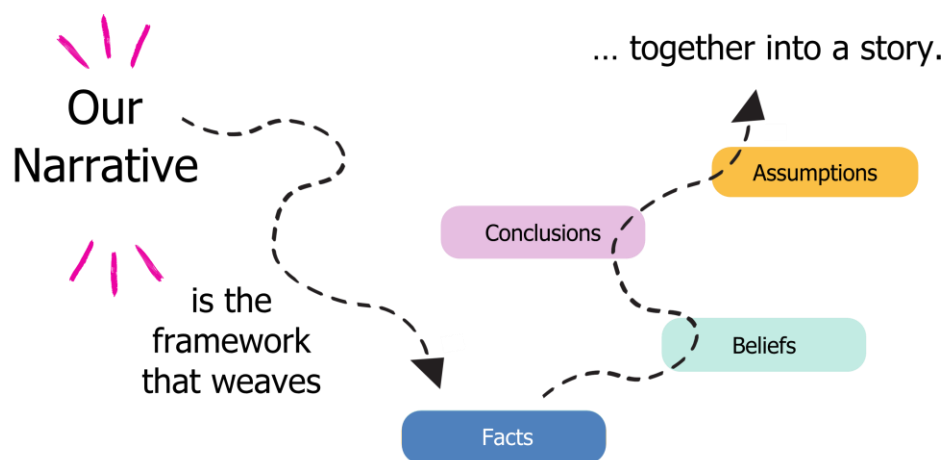 Our
Narrative
is the
framework
that weaves
Facts
Beliefs
Conclusions
Assumptions
... together into a story.